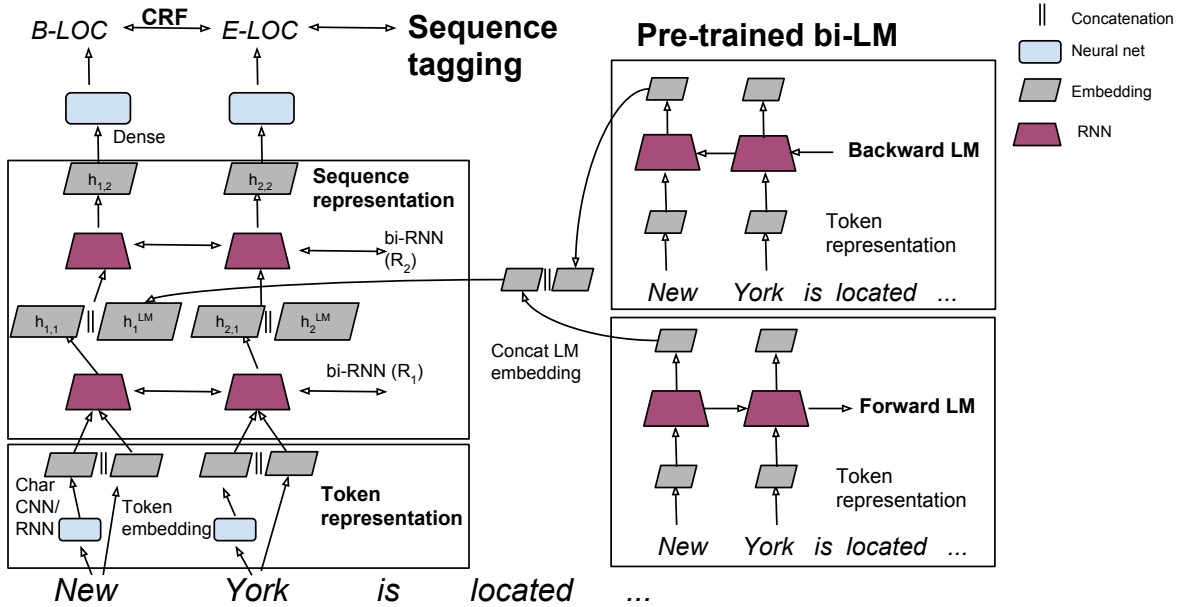 B-LOC CRF E-LOC Sequence
tagging
Dense
h1,2 h2,2 Sequence
representation
bi-RNN
(R2)
h1,1 || h1LM h2,1 || h2LM
bi-RNN (R1)
Char
CNN/
RNN
|| Token
embedding
||
Token
representation
New York is located ...
Concat LM
embedding
||
Pre-trained bi-LM
Backward LM
Token
representation
New York is located ...
Forward LM
Token
representation
New York is located ...
|| Concatenation
Neural net
Embedding
RNN